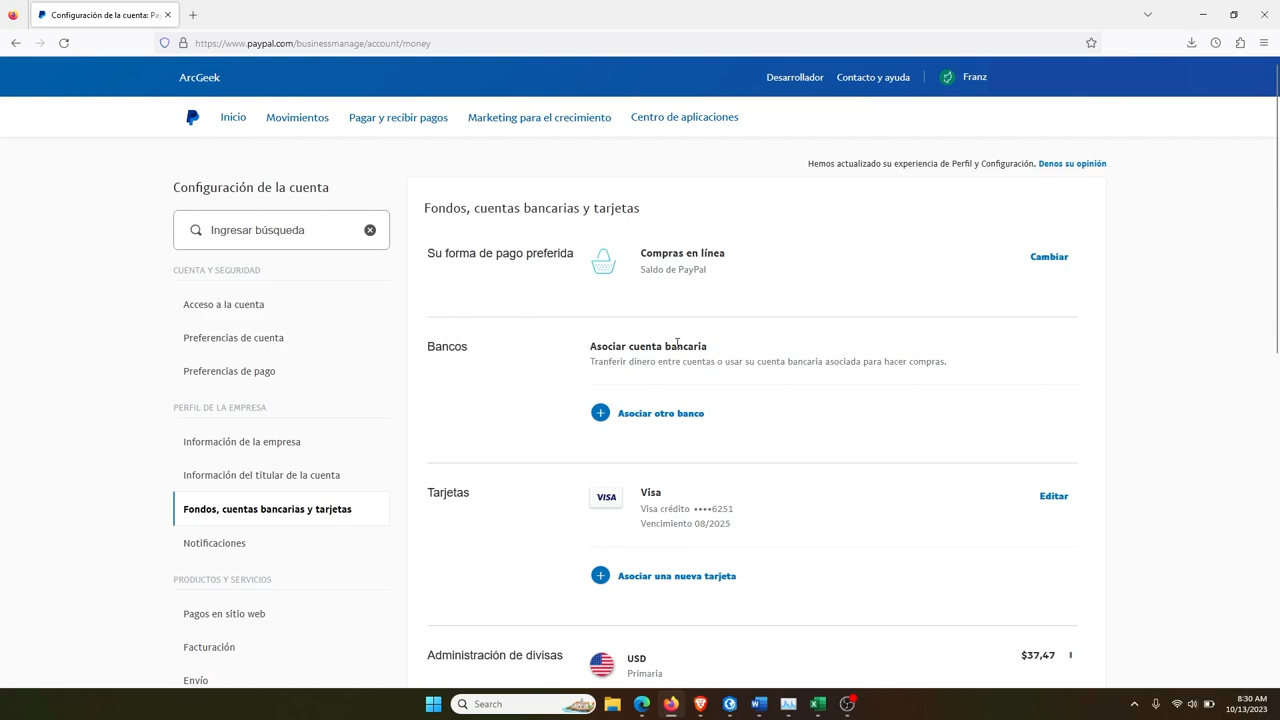 Configuración de la cuenta: Pa
https://www.paypal.com/businessmanage/account/money
ArcGeek
Desarrollador
Contacto y ayuda
Franz
Inicio
Movimientos
Pagar y recibir pagos
Marketing para el crecimiento
Centro de aplicaciones
Hemos actualizado su experiencia de Perfil y Configuración. Denos su opinión
Configuración de la cuenta
Ingresar búsqueda
CUENTA Y SEGURIDAD
Acceso a la cuenta
Preferencias de cuenta
Preferencias de pago
PERFIL DE LA EMPRESA
Información de la empresa
Información del titular de la cuenta
Fondos, cuentas bancarias y tarjetas
Notificaciones
PRODUCTOS Y SERVICIOS
Pagos en sitio web
Facturación
Envío
Fondos, cuentas bancarias y tarjetas
Su forma de pago preferida
Compras en línea
Saldo de PayPal
Cambiar
Bancos
Asociar cuenta bancaria
Tranferir dinero entre cuentas o usar su cuenta bancaria asociada para hacer compras.
Asociar otro banco
Tarjetas
VISA
Visa
Visa crédito ••••6251
Vencimiento 08/2025
Editar
Asociar una nueva tarjeta
Administración de divisas
USD
Primaria
$37,47
Search
8:30 AM
10/13/2023